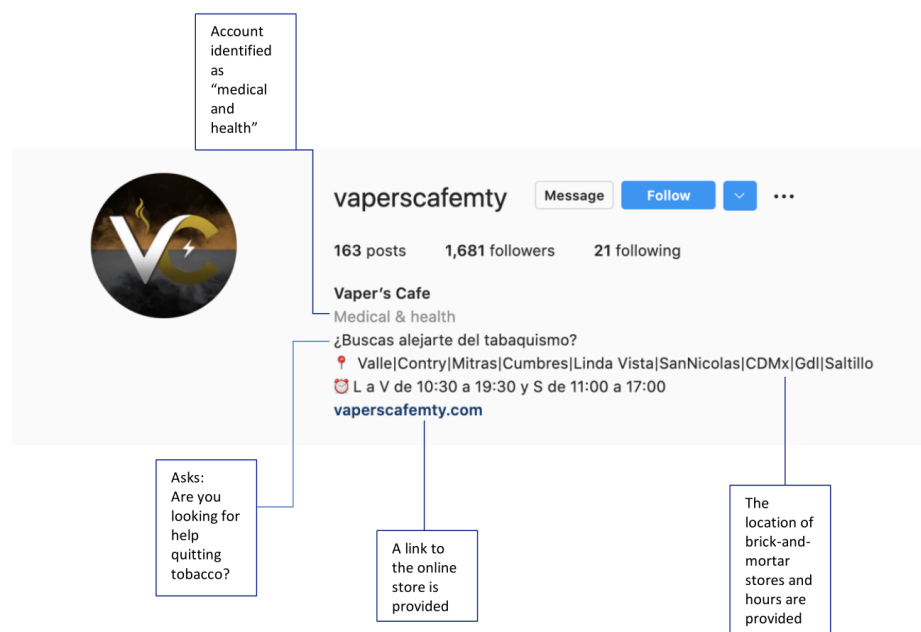 Account
identified
as
“medical
and
health”
VC
vaperscafemty
Message
Follow
163 posts 1,681 followers 21 following
Vaper’s Cafe
Medical & health
¿Buscas alejarte del tabaquismo?
Valle|Contry|Mitras|Cumbres|Linda Vista|SanNicolas|CDMx|Gdl|Saltillo
L a V de 10:30 a 19:30 y S de 11:00 a 17:00
vaperscafemty.com
Asks:
Are you
looking for
help
quitting
tobacco?
A link to
the online
store is
provided
The
location of
brick-and-
mortar
stores and
hours are
provided